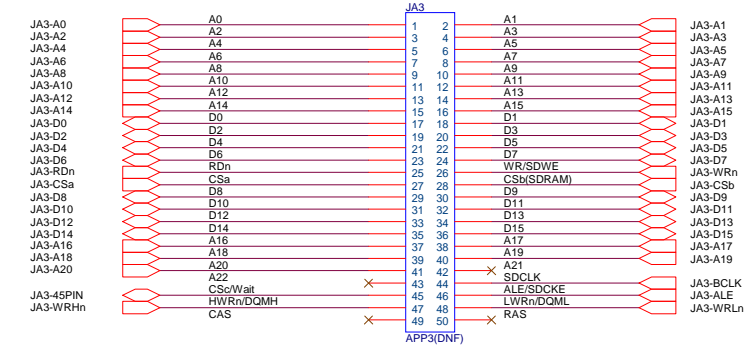 JA3
JA3-A0 A0 1 2 A1 JA3-A1
JA3-A2 A2 3 4 A3 JA3-A3
JA3-A4 A4 5 6 A5 JA3-A5
JA3-A6 A6 7 8 A7 JA3-A7
JA3-A8 A8 9 10 A9 JA3-A9
JA3-A10 A10 11 12 A11 JA3-A11
JA3-A12 A12 13 14 A13 JA3-A13
JA3-A14 A14 15 16 A15 JA3-A15
JA3-D0 D0 17 18 D1 JA3-D1
JA3-D2 D2 19 20 D3 JA3-D3
JA3-D4 D4 21 22 D5 JA3-D5
JA3-D6 D6 23 24 D7 JA3-D7
JA3-RDn RDn 25 26 WR/SDWE JA3-WRn
JA3-CSa CSa 27 28 CSb(SDRAM) JA3-CSb
JA3-D8 D8 29 30 D9 JA3-D9
JA3-D10 D10 31 32 D11 JA3-D11
JA3-D12 D12 33 34 D13 JA3-D13
JA3-D14 D14 35 36 D15 JA3-D15
JA3-A16 A16 37 38 A17 JA3-A17
JA3-A18 A18 39 40 A19 JA3-A19
JA3-A20 A20 41 42 A21
A22 43 44 SDCLK JA3-BCLK
JA3-45PIN CSc/Wait 45 46 ALE/SDCKE JA3-ALE
JA3-WRHn HWRn/DQMH 47 48 LWRn/DQML JA3-WRLn
CAS 49 50 RAS
APP3(DNF)